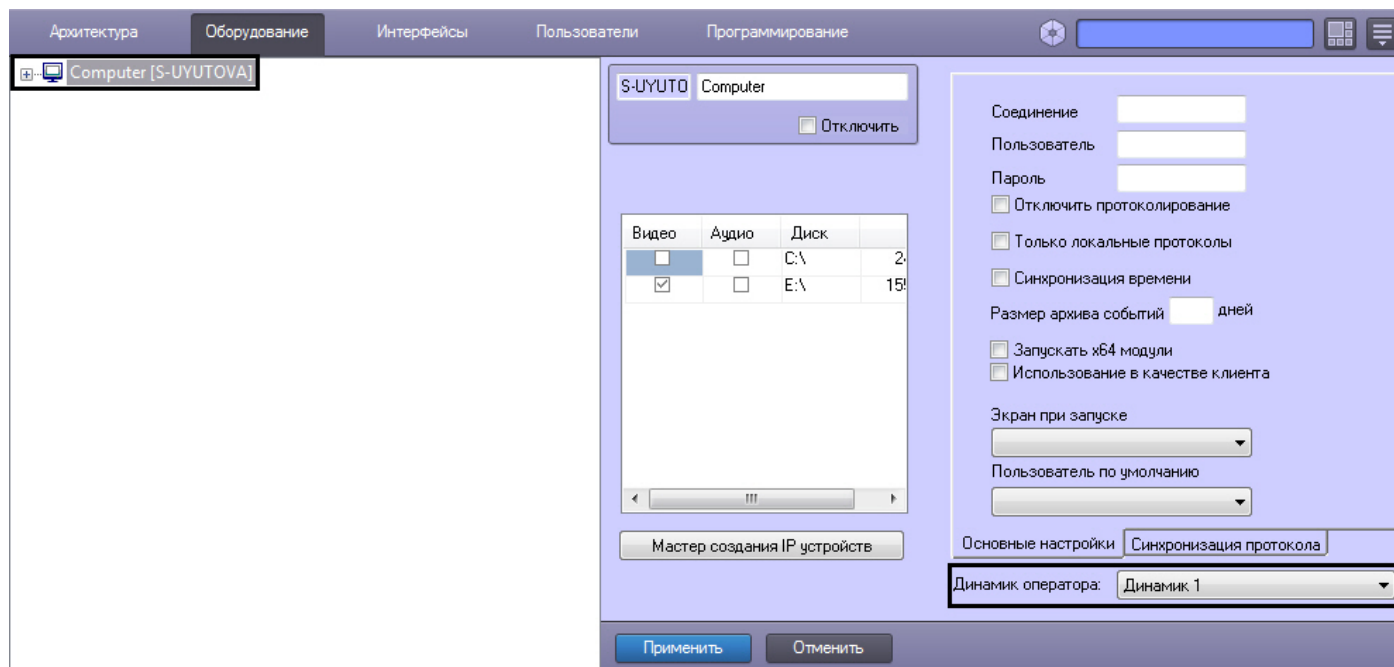 Архитектура Оборудование Интерфейсы Пользователи Программирование
Computer [S-UYUTOVA]
S-UYUTO Computer
Отключить
Видео Аудио Диск
C:\ 2
E:\ 15
Мастер создания IP устройств
Соединение
Пользователь
Пароль
Отключить протоколирование
Только локальные протоколы
Синхронизация времени
Размер архива событий дней
Запускать x64 модули
Использование в качестве клиента
Экран при запуске
Пользователь по умолчанию
Основные настройки Синхронизация протокола
Динамик оператора: Динамик 1
Применить Отменить